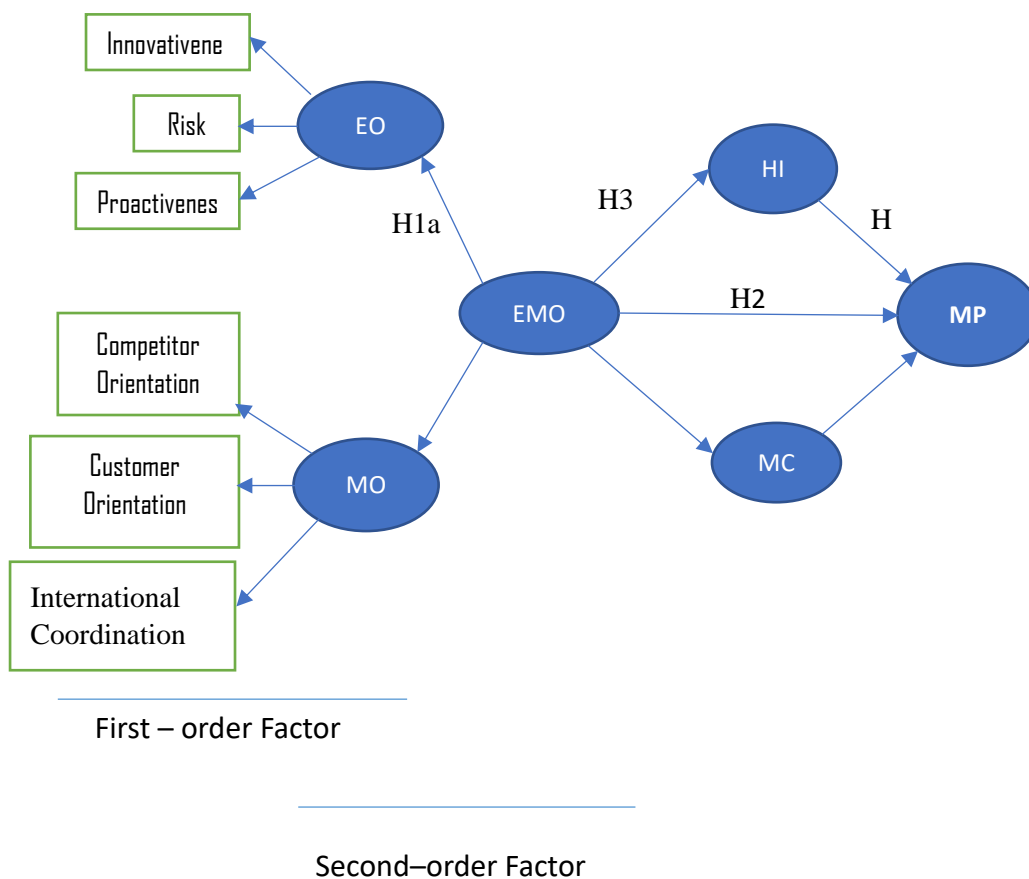 Innovativene
Risk
Proactivenes
EO
H1a
HI
H3
H
EMO
H2
MP
Competitor
Orientation
Customer
Orientation
MO
MC
International
Coordination
First – order Factor
Second–order Factor